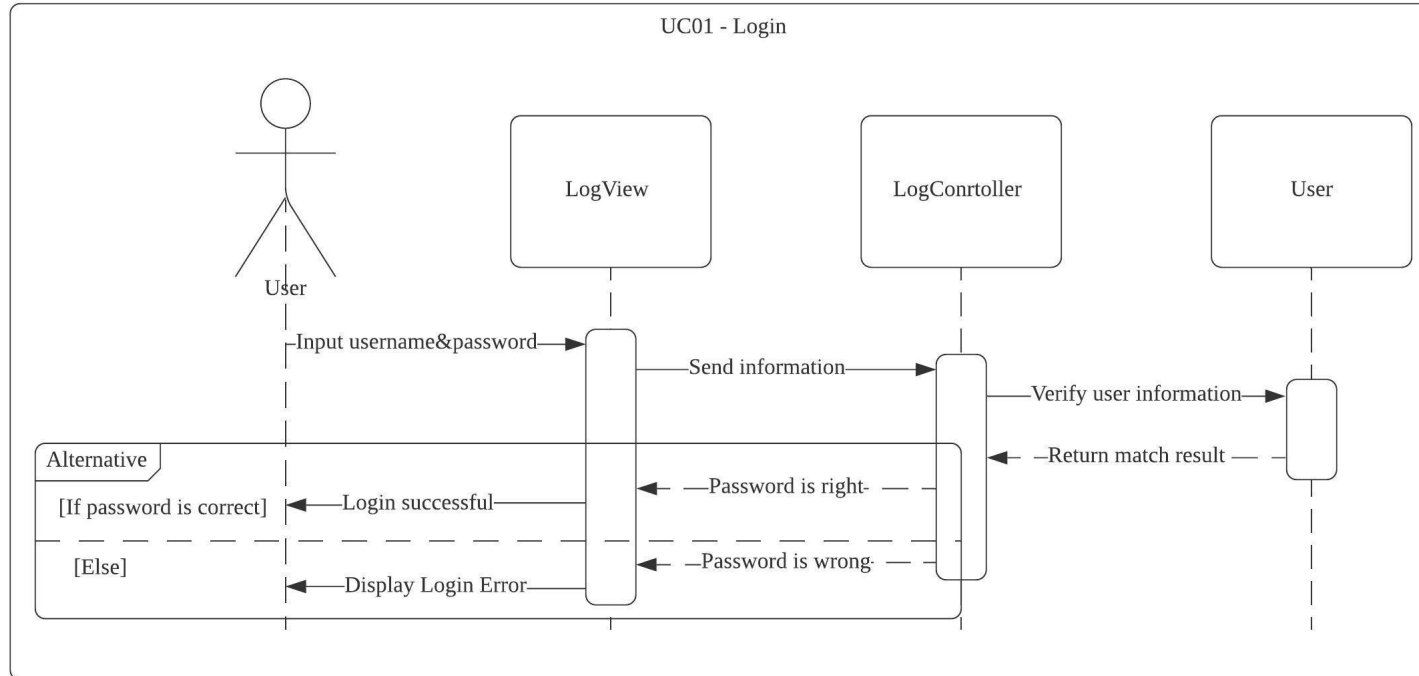 UC01 - Login
LogView
LogConrtoller
User
User
Input username&password
Send information
Verify user information
Alternative
Return match result
Password is right
[If password is correct]
Login successful
Password is wrong
[Else]
Display Login Error